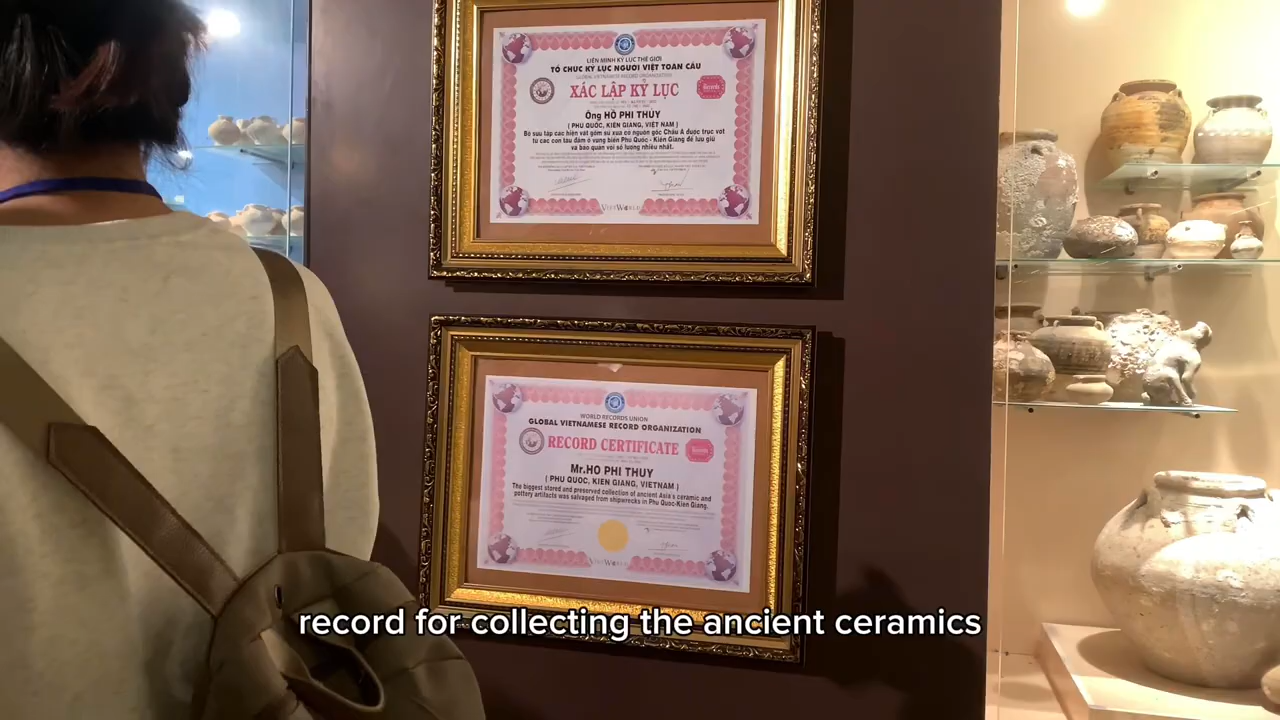 LIÊN MINH KỶ LỤC THẾ GIỚI
TỔ CHỨC KỶ LỤC NGƯỜI VIỆT TOÀN CẦU
GLOBAL VIETNAMESE RECORD ORGANIZATION
XÁC LẬP KỶ LỤC
Records
Ông HỒ PHI THỦY
( PHÚ QUỐC, KIÊN GIANG, VIỆT NAM )
Bộ sưu tập các hiện vật gốm sứ xưa có nguồn gốc Châu Á được trục vớt
từ các con tàu đắm ở vùng biển Phú Quốc - Kiên Giang để lưu giữ
và bảo quản với số lượng nhiều nhất.
VIETWORLD
WORLD RECORDS UNION
GLOBAL VIETNAMESE RECORD ORGANIZATION
RECORD CERTIFICATE
Records
Mr.HO PHI THUY
( PHU QUOC, KIEN GIANG, VIETNAM )
The biggest stored and preserved collection of ancient Asia's ceramic and
pottery artifacts was salvaged from shipwrecks in Phu Quoc-Kien Giang.
VIETWORLD
record for collecting the ancient ceramics